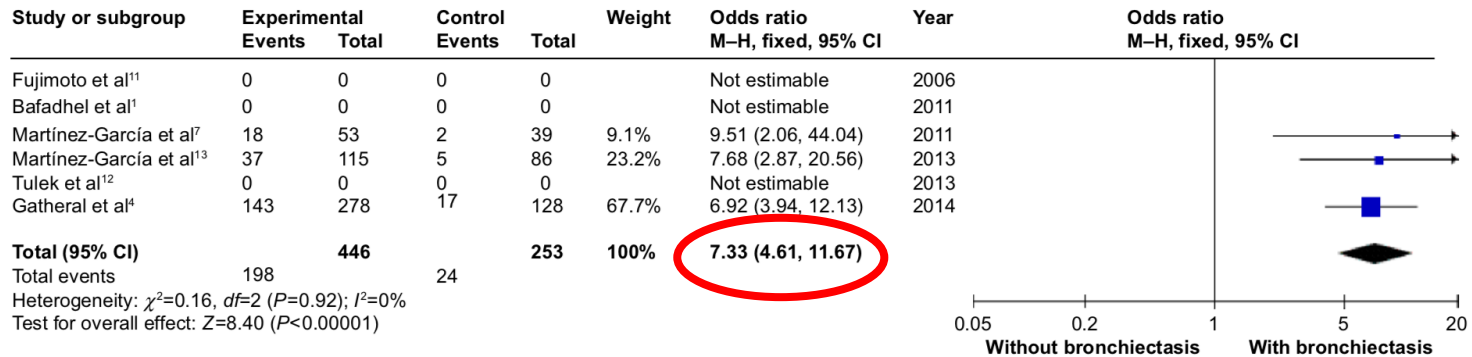 Study or subgroup Experimental Control Weight Odds ratio Year Odds ratio
Events Total Events Total M–H, fixed, 95% CI M–H, fixed, 95% CI
Fujimoto et al¹¹ 0 0 0 0 Not estimable 2006
Bafadhel et al¹ 0 0 0 0 Not estimable 2011
Martínez-García et al⁷ 18 53 2 39 9.1% 9.51 (2.06, 44.04) 2011
Martínez-García et al¹³ 37 115 5 86 23.2% 7.68 (2.87, 20.56) 2013
Tulek et al¹² 0 0 0 0 Not estimable 2013
Gatheral et al⁴ 143 278 17 128 67.7% 6.92 (3.94, 12.13) 2014
Total (95% CI) 446 253 100% 7.33 (4.61, 11.67)
Total events 198 24
Heterogeneity: χ²=0.16, df=2 (P=0.92); I²=0%
Test for overall effect: Z=8.40 (P<0.00001)
0.05 0.2 1 5 20
Without bronchiectasis With bronchiectasis